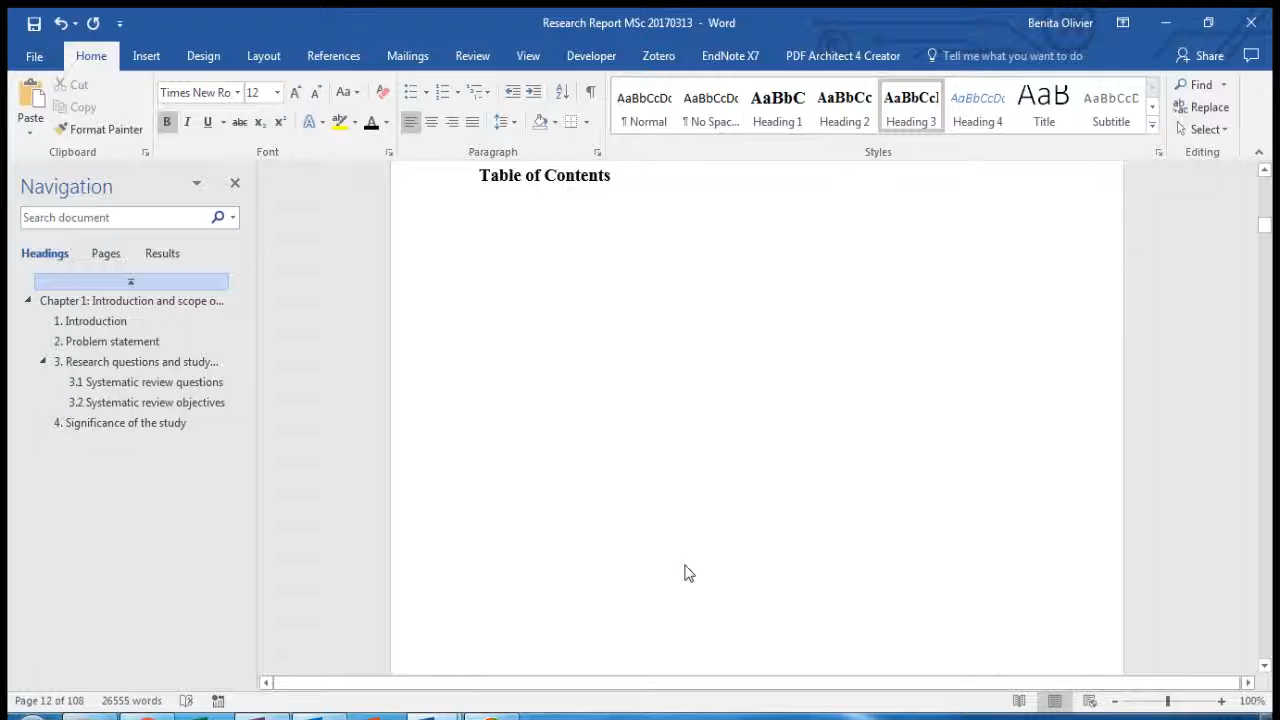 Research Report MSc 20170313 - Word
Benita Olivier
File Home Insert Design Layout References Mailings Review View Developer Zotero EndNote X7 PDF Architect 4 Creator Tell me what you want to do Share
Paste
Cut
Copy
Format Painter
Clipboard
Times New Ro 12 Aa
B I U abc x₂ x² A A
Font
Paragraph
AaBbCcDc AaBbCcDc AaBbC AaBbCc AaBbCcI AaBbCcDc AaB AaBbCcD
¶ Normal ¶ No Spac... Heading 1 Heading 2 Heading 3 Heading 4 Title Subtitle
Styles
Find
Replace
Select
Editing
Navigation
Search document
Headings Pages Results
Chapter 1: Introduction and scope o...
1. Introduction
2. Problem statement
3. Research questions and study...
3.1 Systematic review questions
3.2 Systematic review objectives
4. Significance of the study
Table of Contents
Page 12 of 108 26555 words
100%